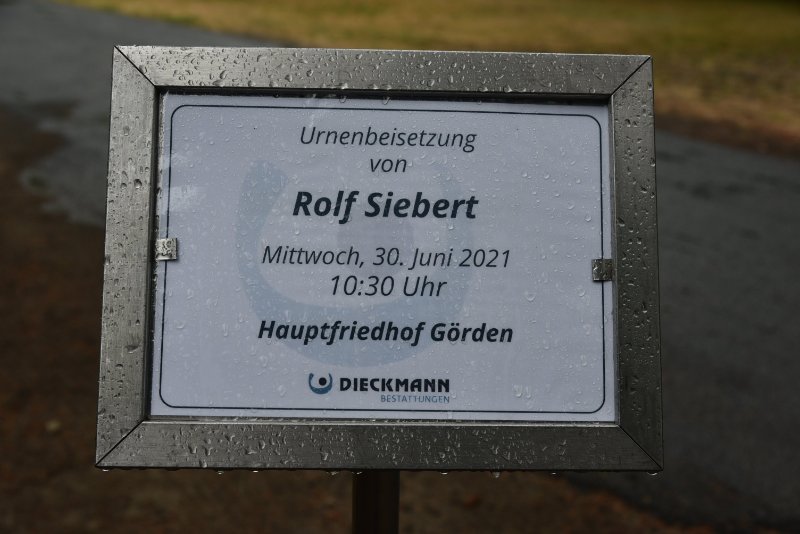 Urnenbeisetzung
von
Rolf Siebert
Mittwoch, 30. Juni 2021
10:30 Uhr
Hauptfriedhof Görden
DIECKMANN
BESTATTUNGEN